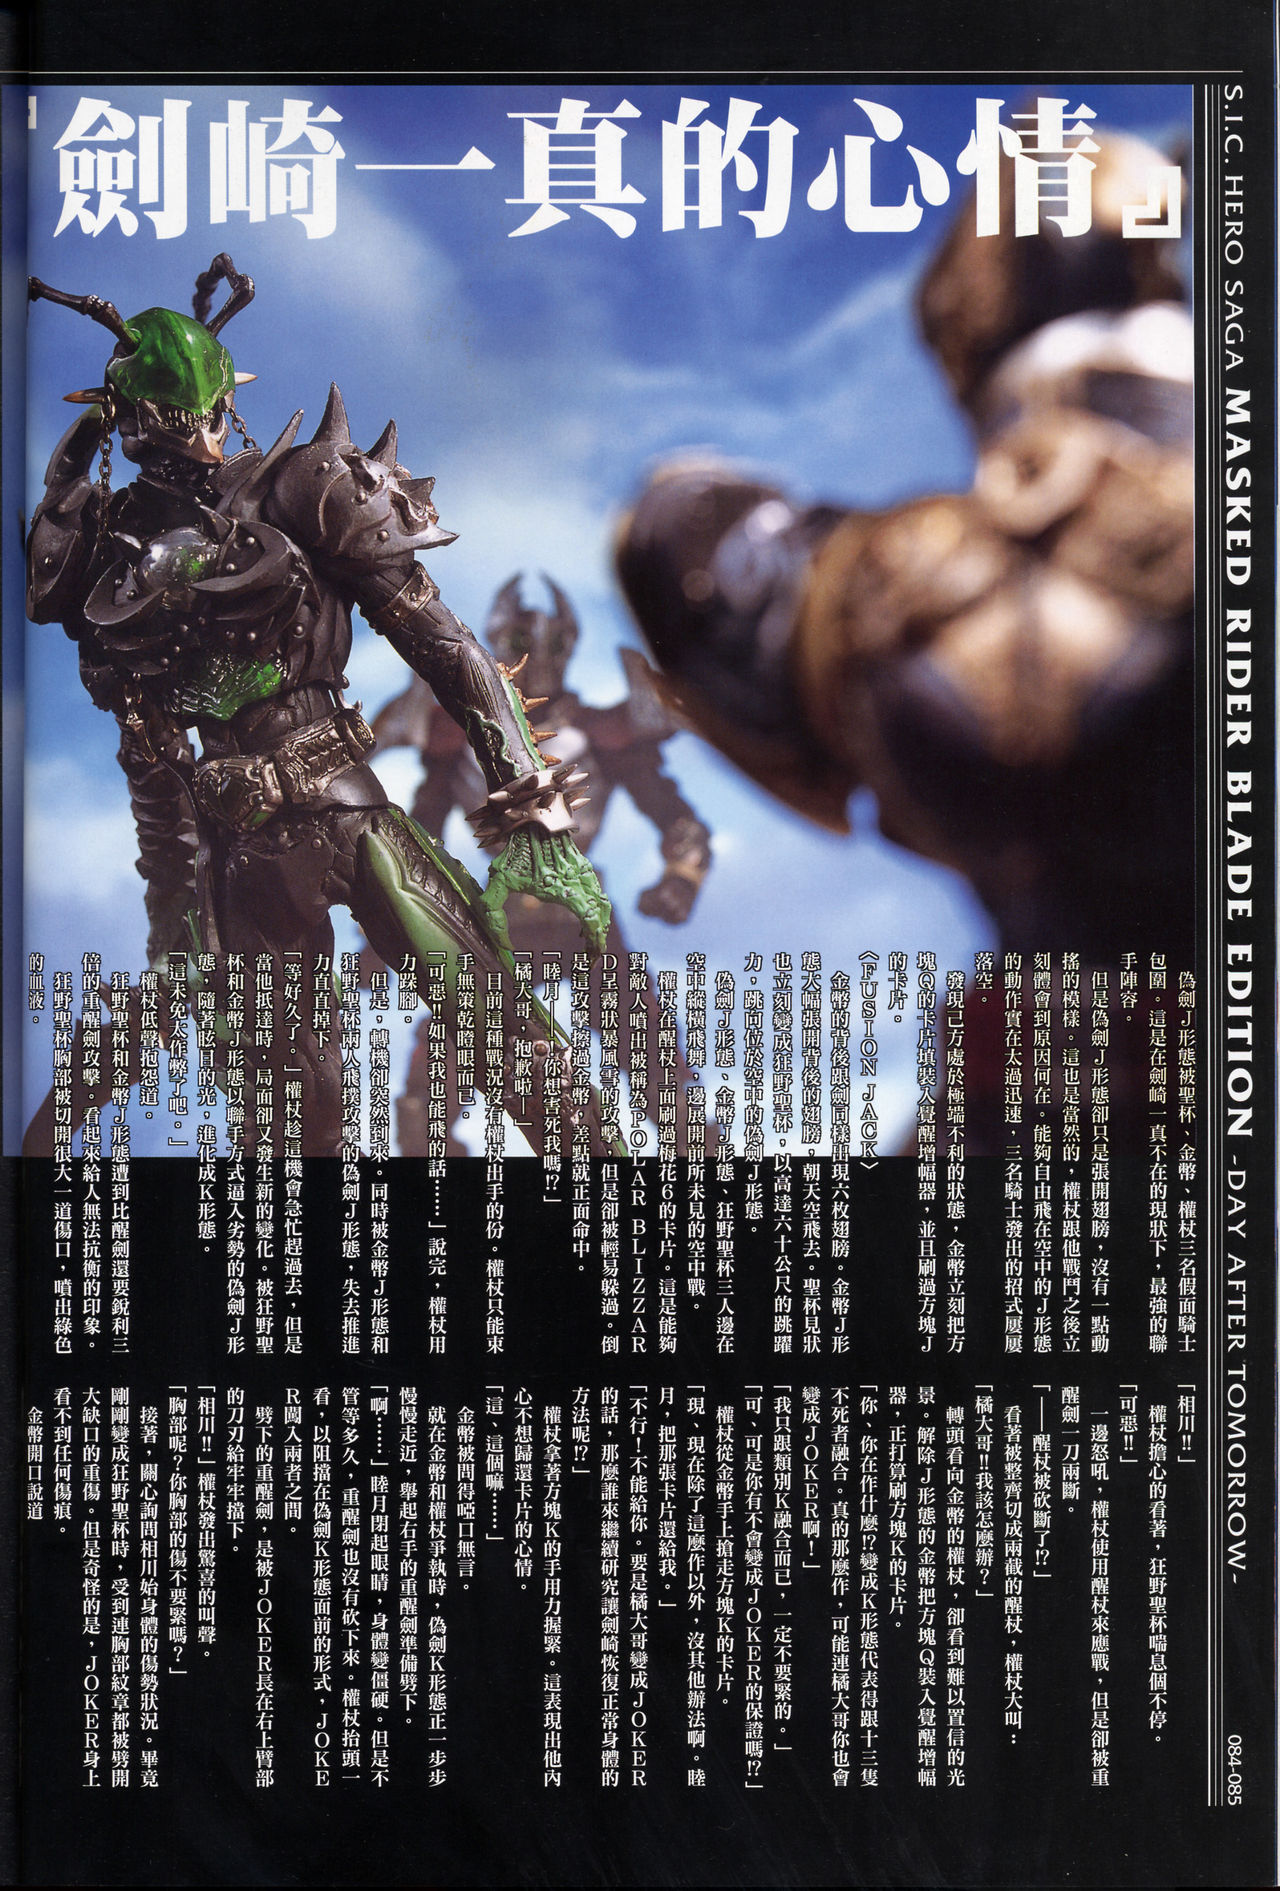 『劍崎一真的心情』
S.I.C. HERO SAGA MASKED RIDER BLADE EDITION -DAY AFTER TOMORROW-
084-085
偽劍J形態被聖杯、金幣、權杖三名假面騎士
包圍。這是在劍崎一真不在的現狀下,最強的聯
手陣容。
但是偽劍J形態卻只是張開翅膀,沒有一點動
搖的模樣。這也是當然的,權杖跟他戰鬥之後立
刻體會到原因何在。能夠自由飛在空中的J形態
的動作實在太過迅速,三名騎士發出的招式屢屢
落空。
發現己方處於極端不利的狀態,金幣立刻把方
塊Q的卡片填裝入覺醒增幅器,並且刷過方塊J
的卡片。
〈FUSION JACK〉
金幣的背後跟劍同樣出現六枚翅膀。金幣J形
態大幅張開背後的翅膀,朝天空飛去。聖杯見狀
也立刻變成狂野聖杯,以高達六十公尺的跳躍
力,跳向位於空中的偽劍J形態。
偽劍J形態、金幣J形態、狂野聖杯三人邊在
空中縱橫飛舞,邊展開前所未見的空中戰。
權杖在醒杖上面刷過梅花6的卡片。這是能夠
對敵人噴出被稱為POLAR BLIZZAR
D呈霧狀暴風雪的攻擊,但是卻被輕易躲過。倒
是這攻擊擦過金幣,差點就正面命中。
「睦月——你想害死我嗎!?」
「橘大哥,抱歉啦——」
目前這種戰況沒有權杖出手的份。權杖只能束
手無策乾瞪眼而已。
「可惡!!如果我也能飛的話……」說完,權杖用
力跺腳。
但是,轉機卻突然到來。同時被金幣J形態和
狂野聖杯兩人飛撲攻擊的偽劍J形態,失去推進
力直直掉下。
「等好久了。」權杖趁這機會急忙趕過去,但是
當他抵達時,局面卻又發生新的變化。被狂野聖
杯和金幣J形態以聯手方式逼入劣勢的偽劍J形
態,隨著眩目的光,進化成K形態。
「這未免太作弊了吧。」
權杖低聲抱怨道。
狂野聖杯和金幣J形態遭到比醒劍還要銳利三
倍的重醒劍攻擊。看起來給人無法抗衡的印象。
狂野聖杯胸部被切開很大一道傷口,噴出綠色
的血液。
「相川!!」
權杖擔心的看著,狂野聖杯喘息個不停。
「可惡!!」
一邊怒吼,權杖使用醒杖來應戰,但是卻被重
醒劍一刀兩斷。
「——醒杖被砍斷了!?」
看著被整齊切成兩截的醒杖,權杖大叫:
「橘大哥!!我該怎麼辦?」
轉頭看向金幣的權杖,卻看到難以置信的光
景。解除J形態的金幣把方塊Q裝入覺醒增幅
器,正打算刷方塊K的卡片。
「你、你在作什麼!?變成K形態代表得跟十三隻
不死者融合。真的那麼作,可能連橘大哥你也會
變成JOKER啊!」
「我只跟類別K融合而已,一定不要緊的。」
「可、可是你有不會變成JOKER的保證嗎!?」
權杖從金幣手上搶走方塊K的卡片。
「現、現在除了這麼作以外,沒其他辦法啊。睦
月,把那張卡片還給我。」
「不行!不能給你。要是橘大哥變成JOKER
的話,那麼誰來繼續研究讓劍崎恢復正常身體的
方法呢!?」
權杖拿著方塊K的手用力握緊。這表現出他內
心不想歸還卡片的心情。
「這、這個嘛……」
金幣被問得啞口無言。
就在金幣和權杖爭執時,偽劍K形態正一步步
慢慢走近,舉起右手的重醒劍準備劈下。
「啊……」睦月閉起眼睛,身體變僵硬。但是不
管等多久,重醒劍也沒有砍下來。權杖抬頭一
看,以阻擋在偽劍K形態面前的形式,JOKE
R闖入兩者之間。
劈下的重醒劍,是被JOKER長在右上臂部
的刀刃給牢牢擋下。
「相川!!」權杖發出驚喜的叫聲。
「胸部呢?你胸部的傷不要緊嗎?」
接著,關心詢問相川始身體的傷勢狀況。畢竟
剛剛變成狂野聖杯時,受到連胸部紋章都被劈開
大缺口的重傷。但是奇怪的是,JOKER身上
看不到任何傷痕。
金幣開口說道